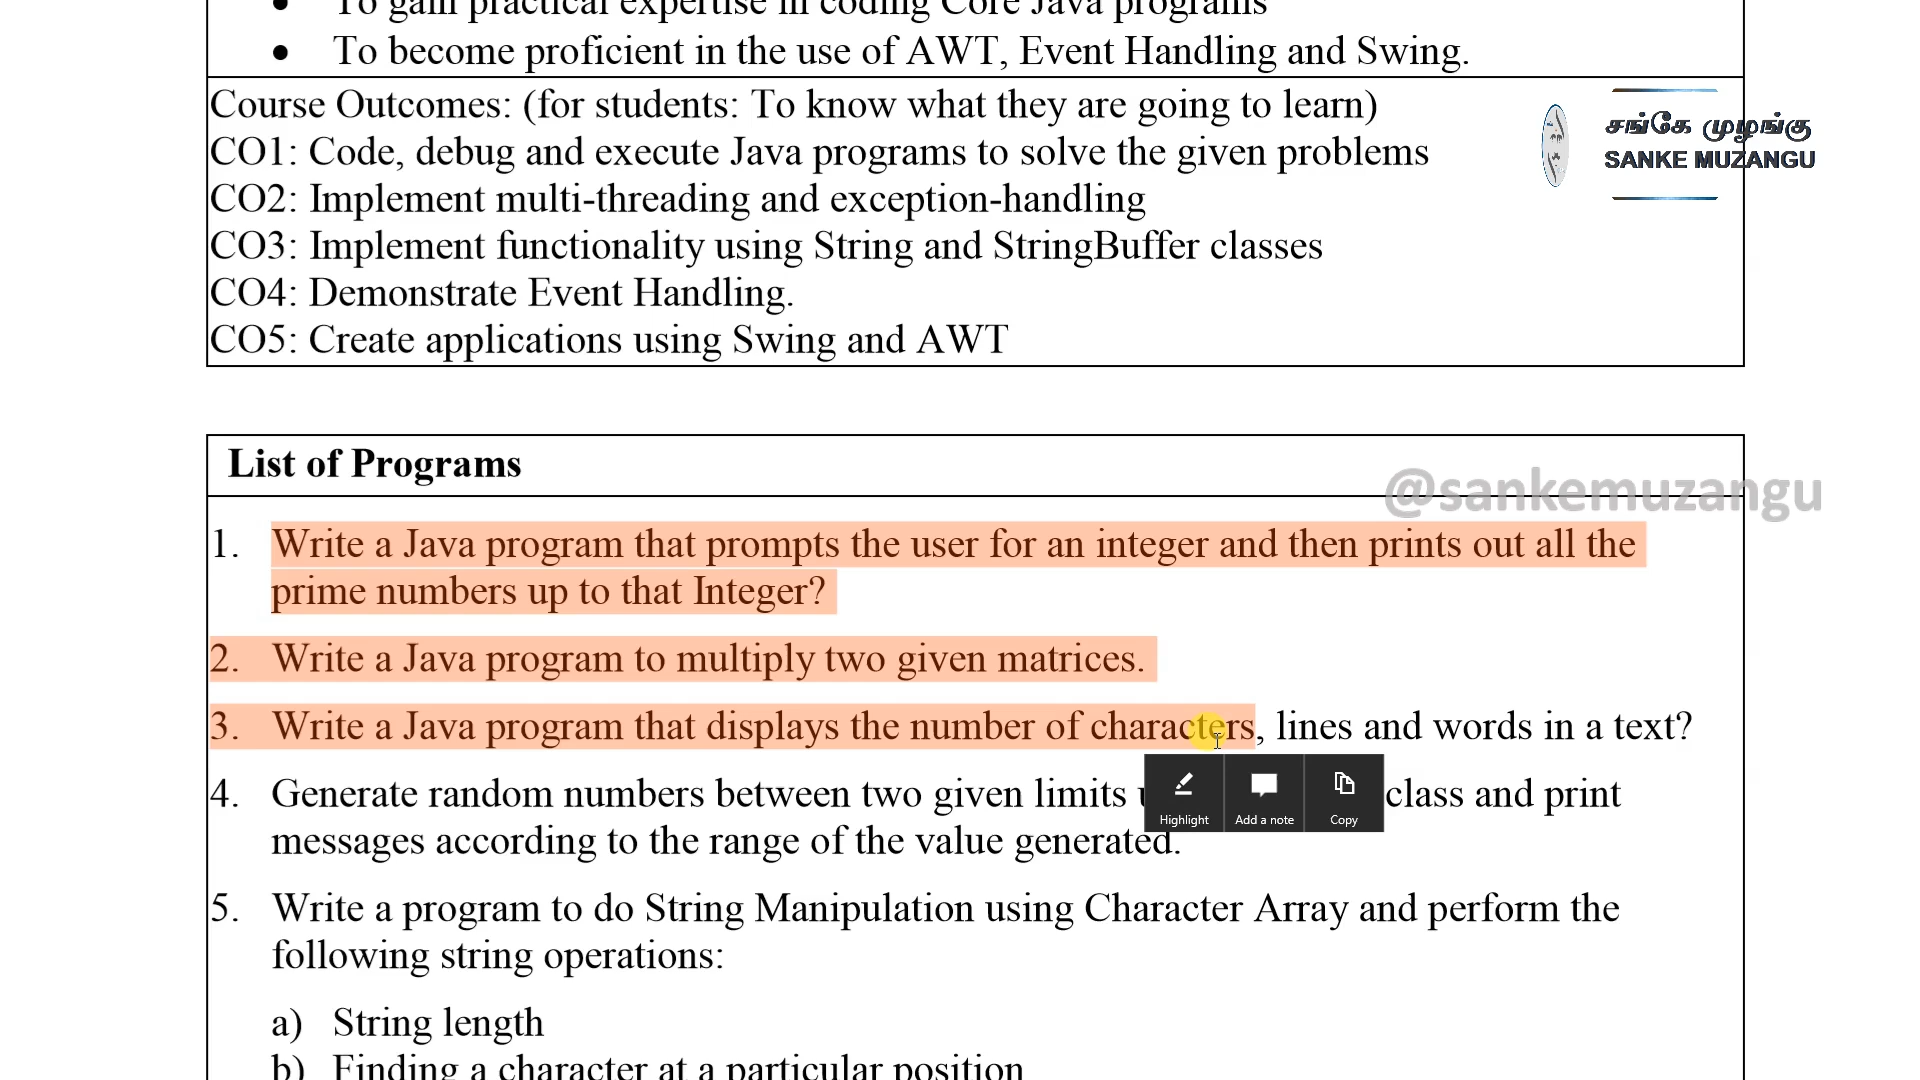 To gain practical expertise in coding Core Java programs
• To become proficient in the use of AWT, Event Handling and Swing.
Course Outcomes: (for students: To know what they are going to learn)
CO1: Code, debug and execute Java programs to solve the given problems
CO2: Implement multi-threading and exception-handling
CO3: Implement functionality using String and StringBuffer classes
CO4: Demonstrate Event Handling.
CO5: Create applications using Swing and AWT
சங்கே முழங்கு
SANKE MUZANGU
List of Programs
@sankemuzangu
1. Write a Java program that prompts the user for an integer and then prints out all the
prime numbers up to that Integer?
2. Write a Java program to multiply two given matrices.
3. Write a Java program that displays the number of characters, lines and words in a text?
4. Generate random numbers between two given limits class and print
messages according to the range of the value generated.
Highlight
Add a note
Copy
5. Write a program to do String Manipulation using Character Array and perform the
following string operations:
a) String length
b) Finding a character at a particular position